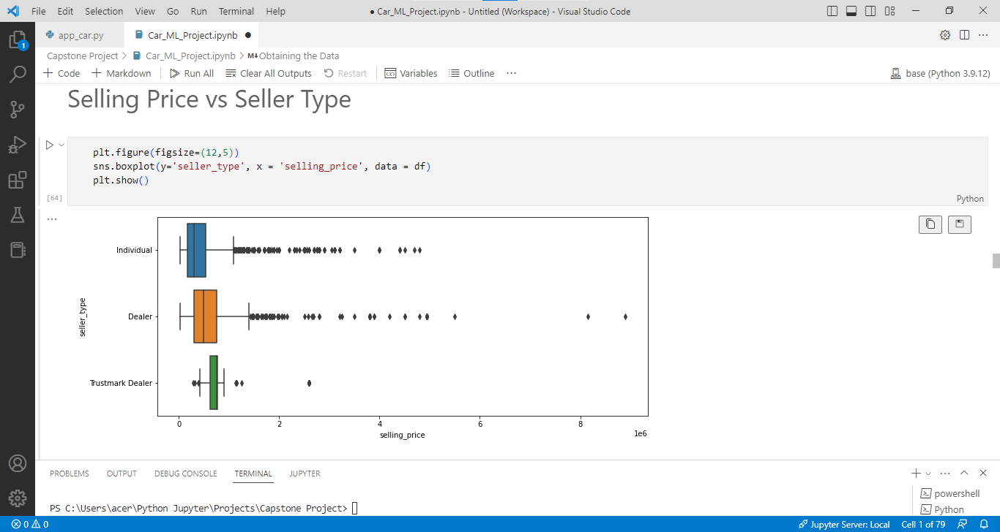 File Edit Selection View Go Run Terminal Help ● Car_ML_Project.ipynb - Untitled (Workspace) - Visual Studio Code
1
app_car.py Car_ML_Project.ipynb ●
Capstone Project > Car_ML_Project.ipynb > M↓Obtaining the Data
+ Code + Markdown Run All Clear All Outputs Restart Variables Outline ... base (Python 3.9.12)
Selling Price vs Seller Type
plt.figure(figsize=(12,5))
sns.boxplot(y='seller_type', x = 'selling_price', data = df)
plt.show()
[64] Python
...
Individual
Dealer
Trustmark Dealer
seller_type
0 2 4 6 8
selling_price 1e6
PROBLEMS OUTPUT DEBUG CONSOLE TERMINAL JUPYTER
powershell
PS C:\Users\acer\Python Jupyter\Projects\Capstone Project>
Python
0 0 Jupyter Server: Local Cell 1 of 79